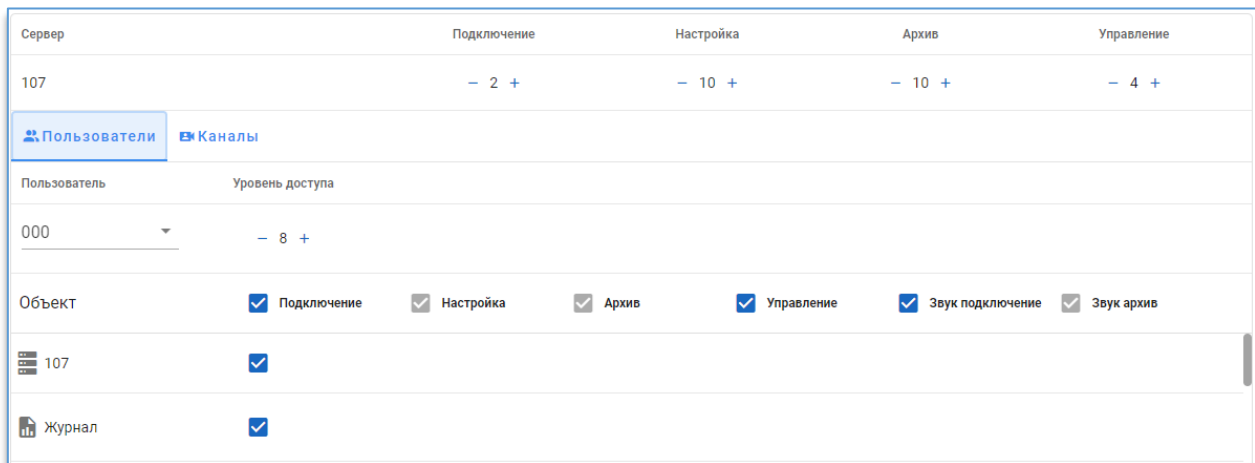 Сервер Подключение Настройка Архив Управление
107 − 2 + − 10 + − 10 + − 4 +
Пользователи Каналы
Пользователь Уровень доступа
000 − 8 +
Объект Подключение Настройка Архив Управление Звук подключение Звук архив
107
Журнал